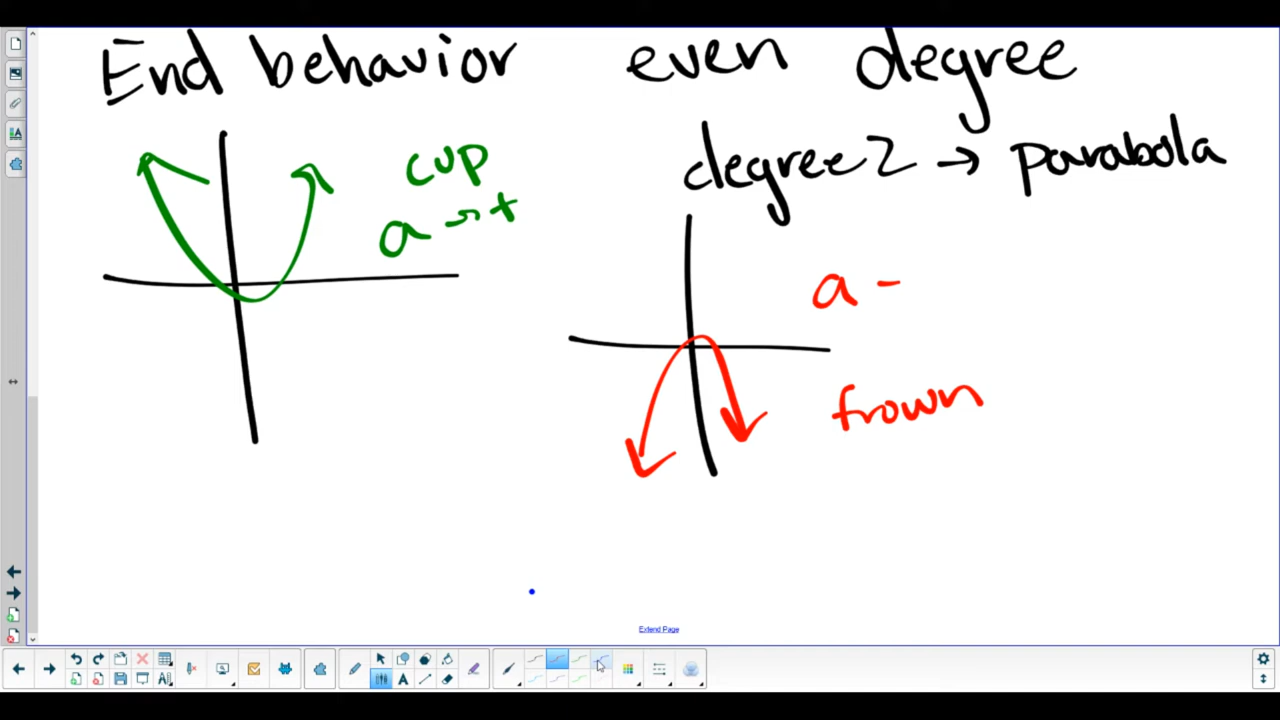 End behavior even degree
degree 2 → parabola
cup
a → +
a -
frown
Extend Page